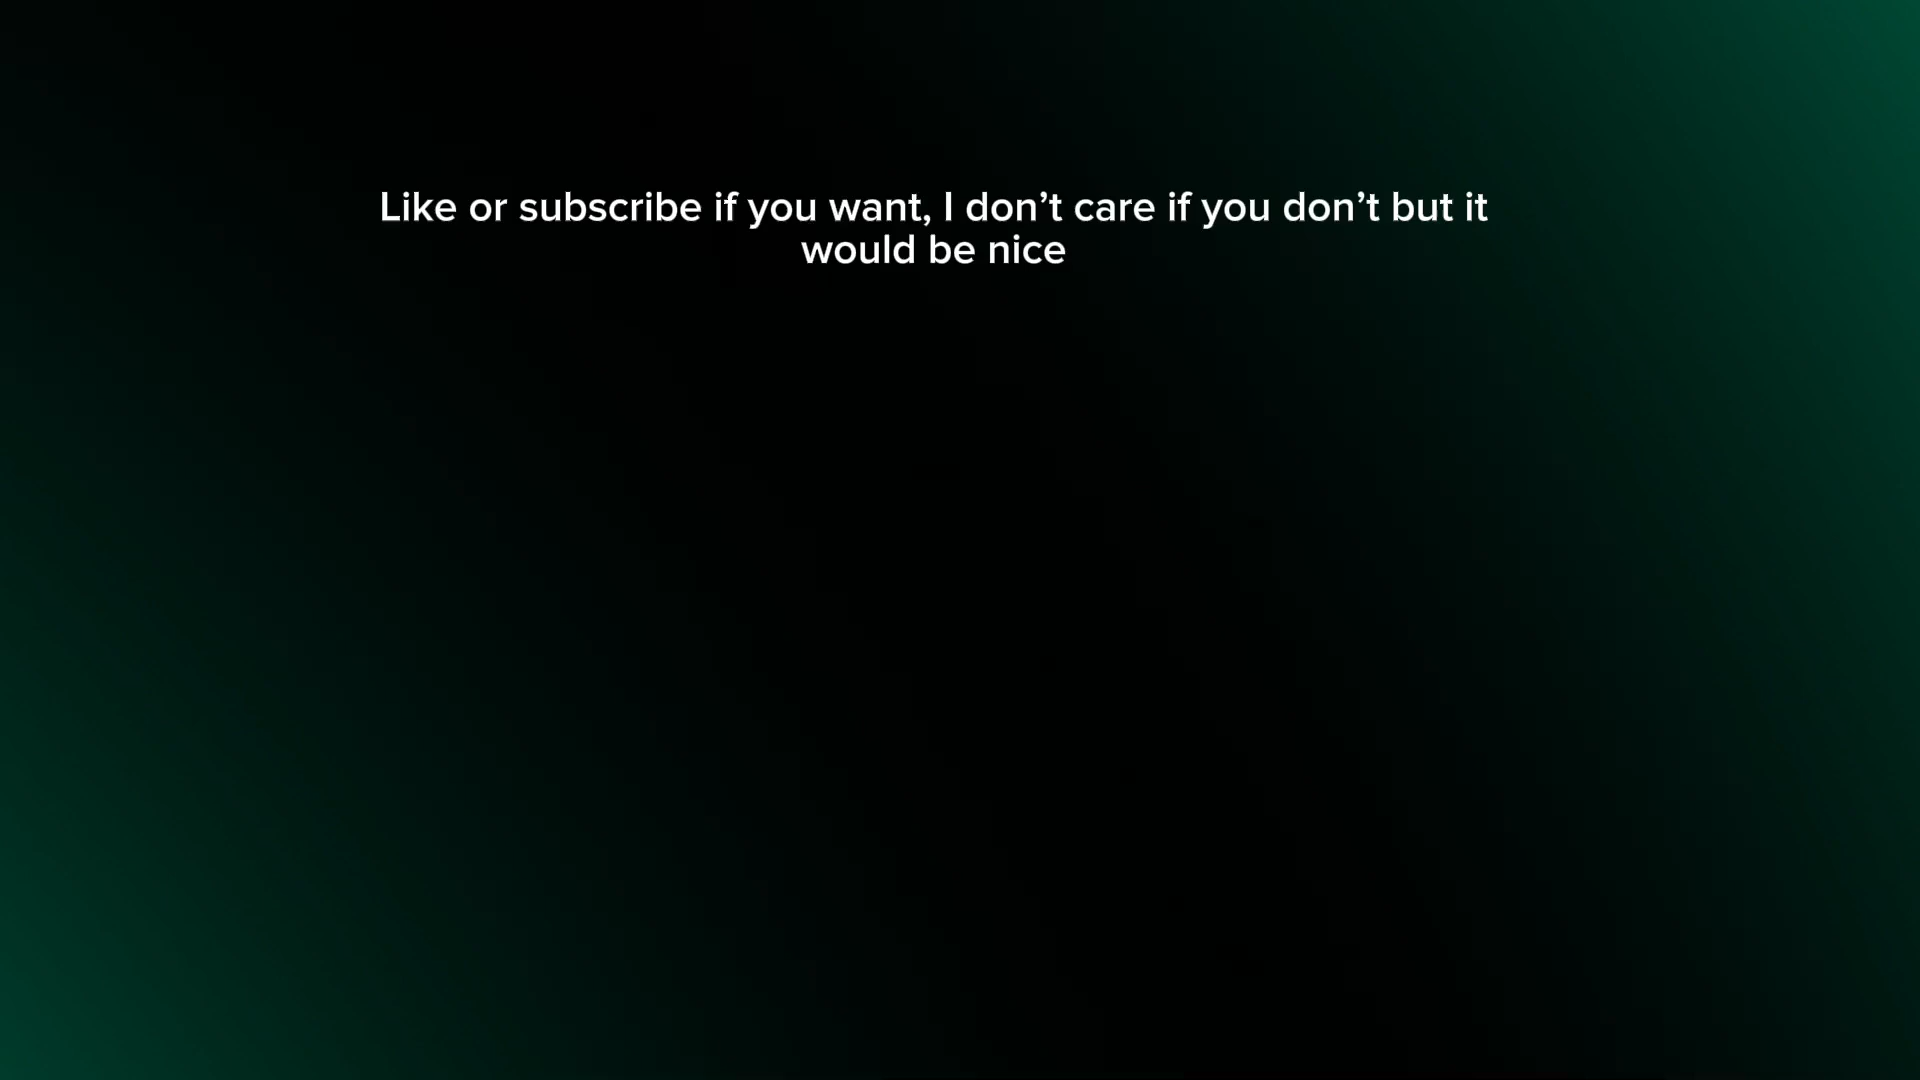 Like or subscribe if you want, I don’t care if you don’t but it
would be nice